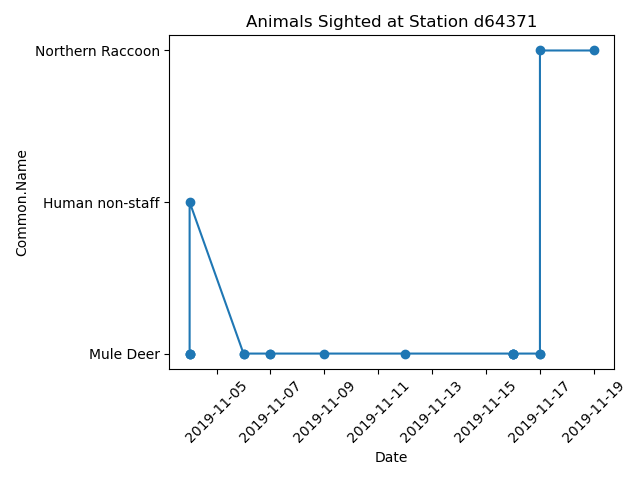 Animals Sighted at Station d64371
Northern Raccoon
Human non-staff
Mule Deer
Common.Name
2019-11-05
2019-11-07
2019-11-09
2019-11-11
2019-11-13
2019-11-15
2019-11-17
2019-11-19
Date